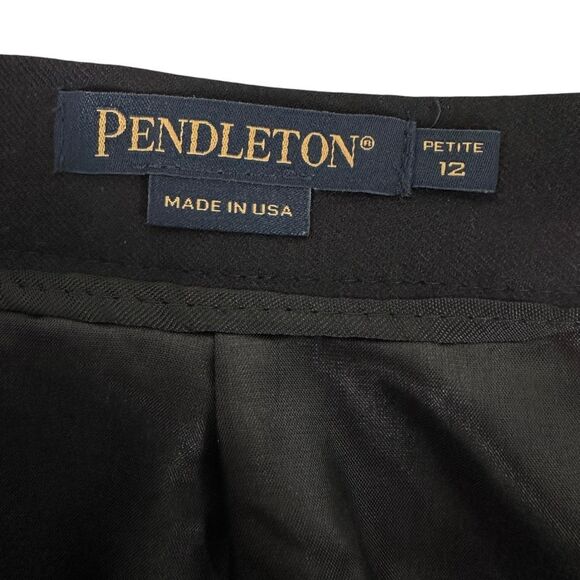 PENDLETON®
PETITE
12
MADE IN USA